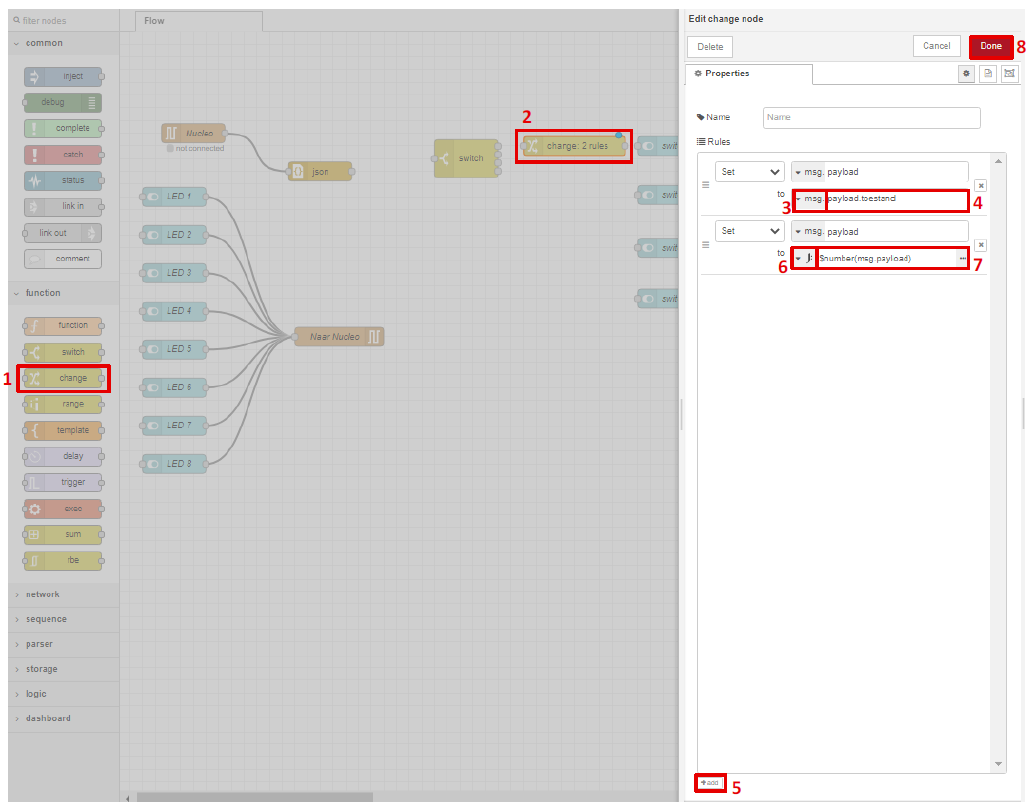 filter nodes
common
inject
debug
complete
catch
status
link in
link out
comment
function
1
function
switch
change
range
template
delay
trigger
exec
sum
rbe
network
sequence
parser
storage
logic
dashboard
Flow
Nucleo
not connected
json
switch
2
change: 2 rules
swit
swit
swit
swit
LED 1
LED 2
LED 3
LED 4
LED 5
LED 6
LED 7
LED 8
Naar Nucleo
Edit change node
Delete
Cancel
Done
8
Properties
Name
Name
Rules
Set
msg. payload
to
3
msg. payload.toestand
4
Set
msg. payload
to
6
J: $number(msg.payload)
7
+add
5